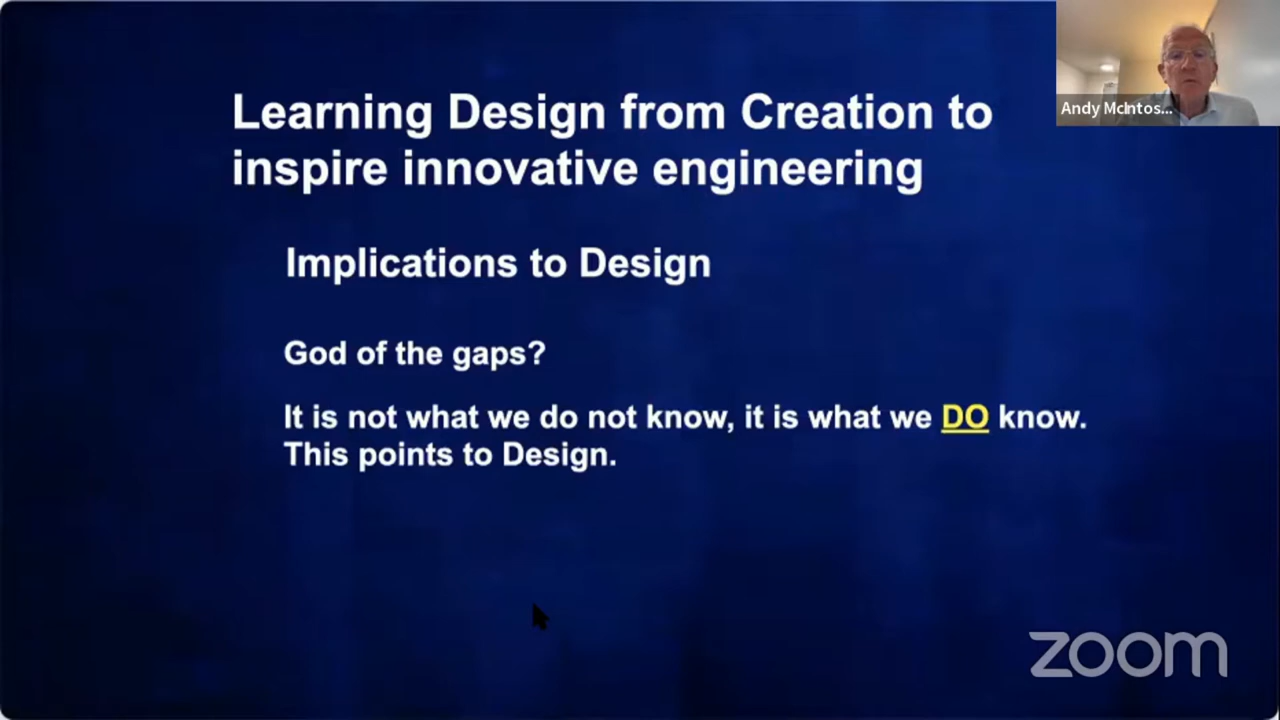 Learning Design from Creation to
inspire innovative engineering
Andy McIntos...
Implications to Design
God of the gaps?
It is not what we do not know, it is what we DO know.
This points to Design.
zoom